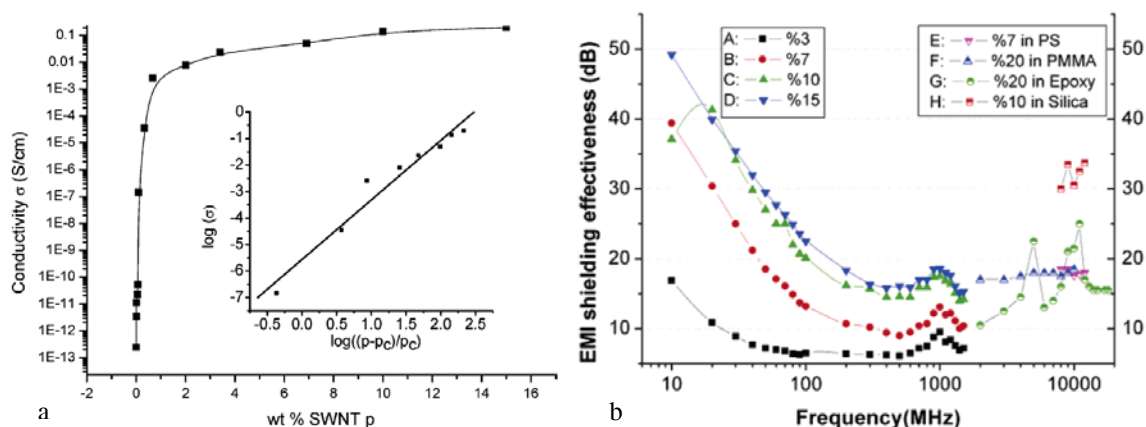 0.1
0.01
1E-3
1E-4
1E-5
1E-6
1E-7
1E-8
1E-9
1E-10
1E-11
1E-12
1E-13
Conductivity σ (S/cm)
-2 0 2 4 6 8 10 12 14 16
wt % SWNT p
0
-1
-2
-3
-4
-5
-6
-7
log (σ)
-0.5 0.0 0.5 1.0 1.5 2.0 2.5
log((p-pC)/pC)
a
EMI shielding effectiveness (dB)
50
40
30
20
10
A: %3
B: %7
C: %10
D: %15
E: %7 in PS
F: %20 in PMMA
G: %20 in Epoxy
H: %10 in Silica
50
40
30
20
10
10 100 1000 10000
Frequency(MHz)
b